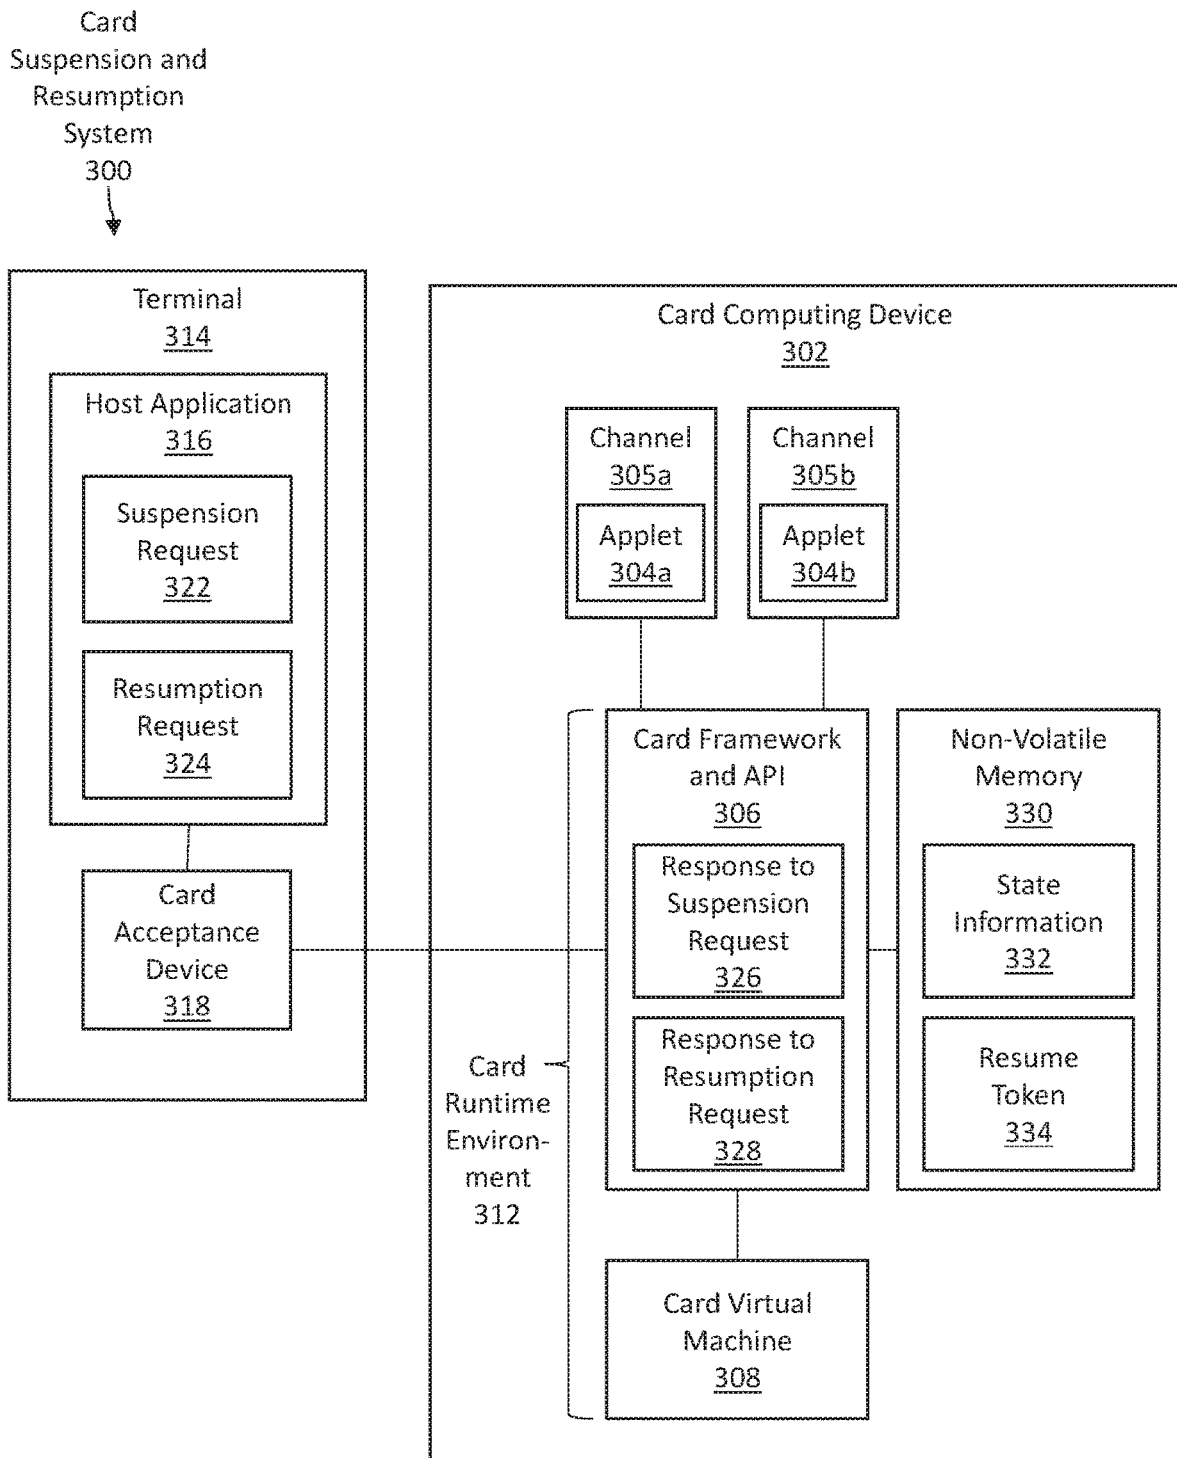 Card
Suspension and
Resumption
System
300
Terminal
314
Host Application
316
Suspension
Request
322
Resumption
Request
324
Card
Acceptance
Device
318
Card Computing Device
302
Channel
305a
Applet
304a
Channel
305b
Applet
304b
Card Framework
and API
306
Response to
Suspension
Request
326
Response to
Resumption
Request
328
Non-Volatile
Memory
330
State
Information
332
Resume
Token
334
Card
Runtime
Environ-
ment
312
Card Virtual
Machine
308